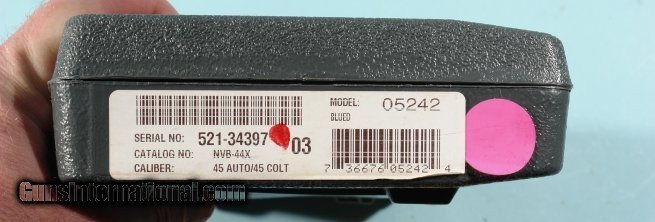 MODEL: 05242
BLUED
SERIAL NO: 521-34397 03
CATALOG NO: NVB-44X
CALIBER: 45 AUTO/45 COLT
7 36676 05242 4
GunsInternational.com